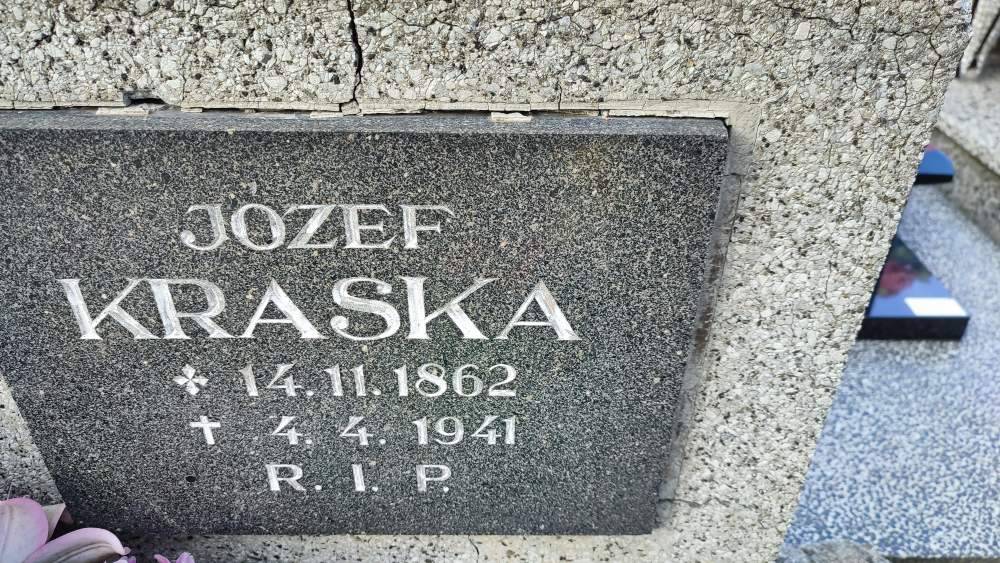 JOZEF
KRASKA
14.11.1862
✝ 4. 4. 1941
R. I. P.